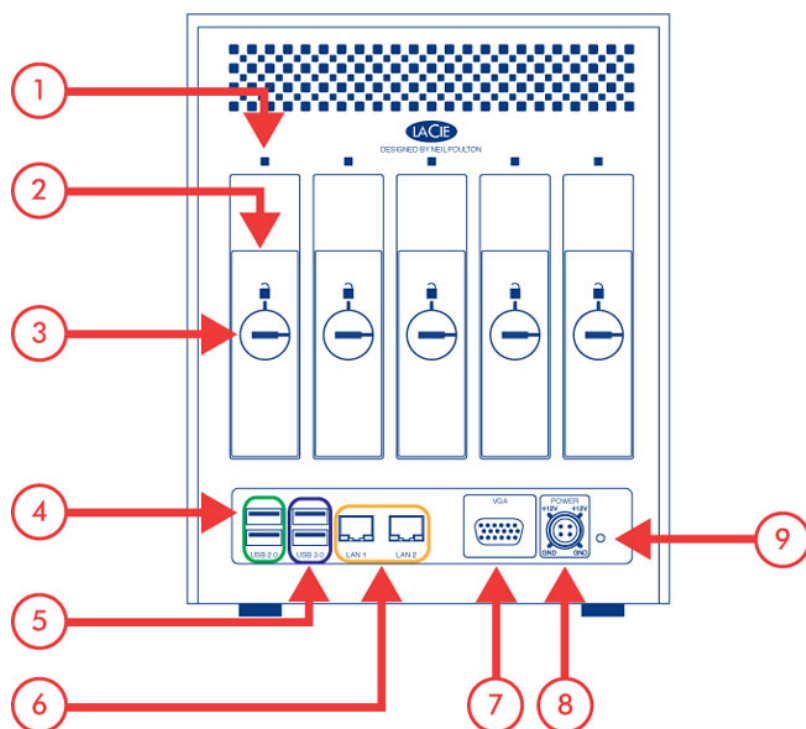 1
LACIE
DESIGNED BY NEIL POULTON
2
3
4
VGA
POWER
+12V +12V
9
USB 2.0 USB 3.0 LAN 1 LAN 2
GND GND
5
6
7
8